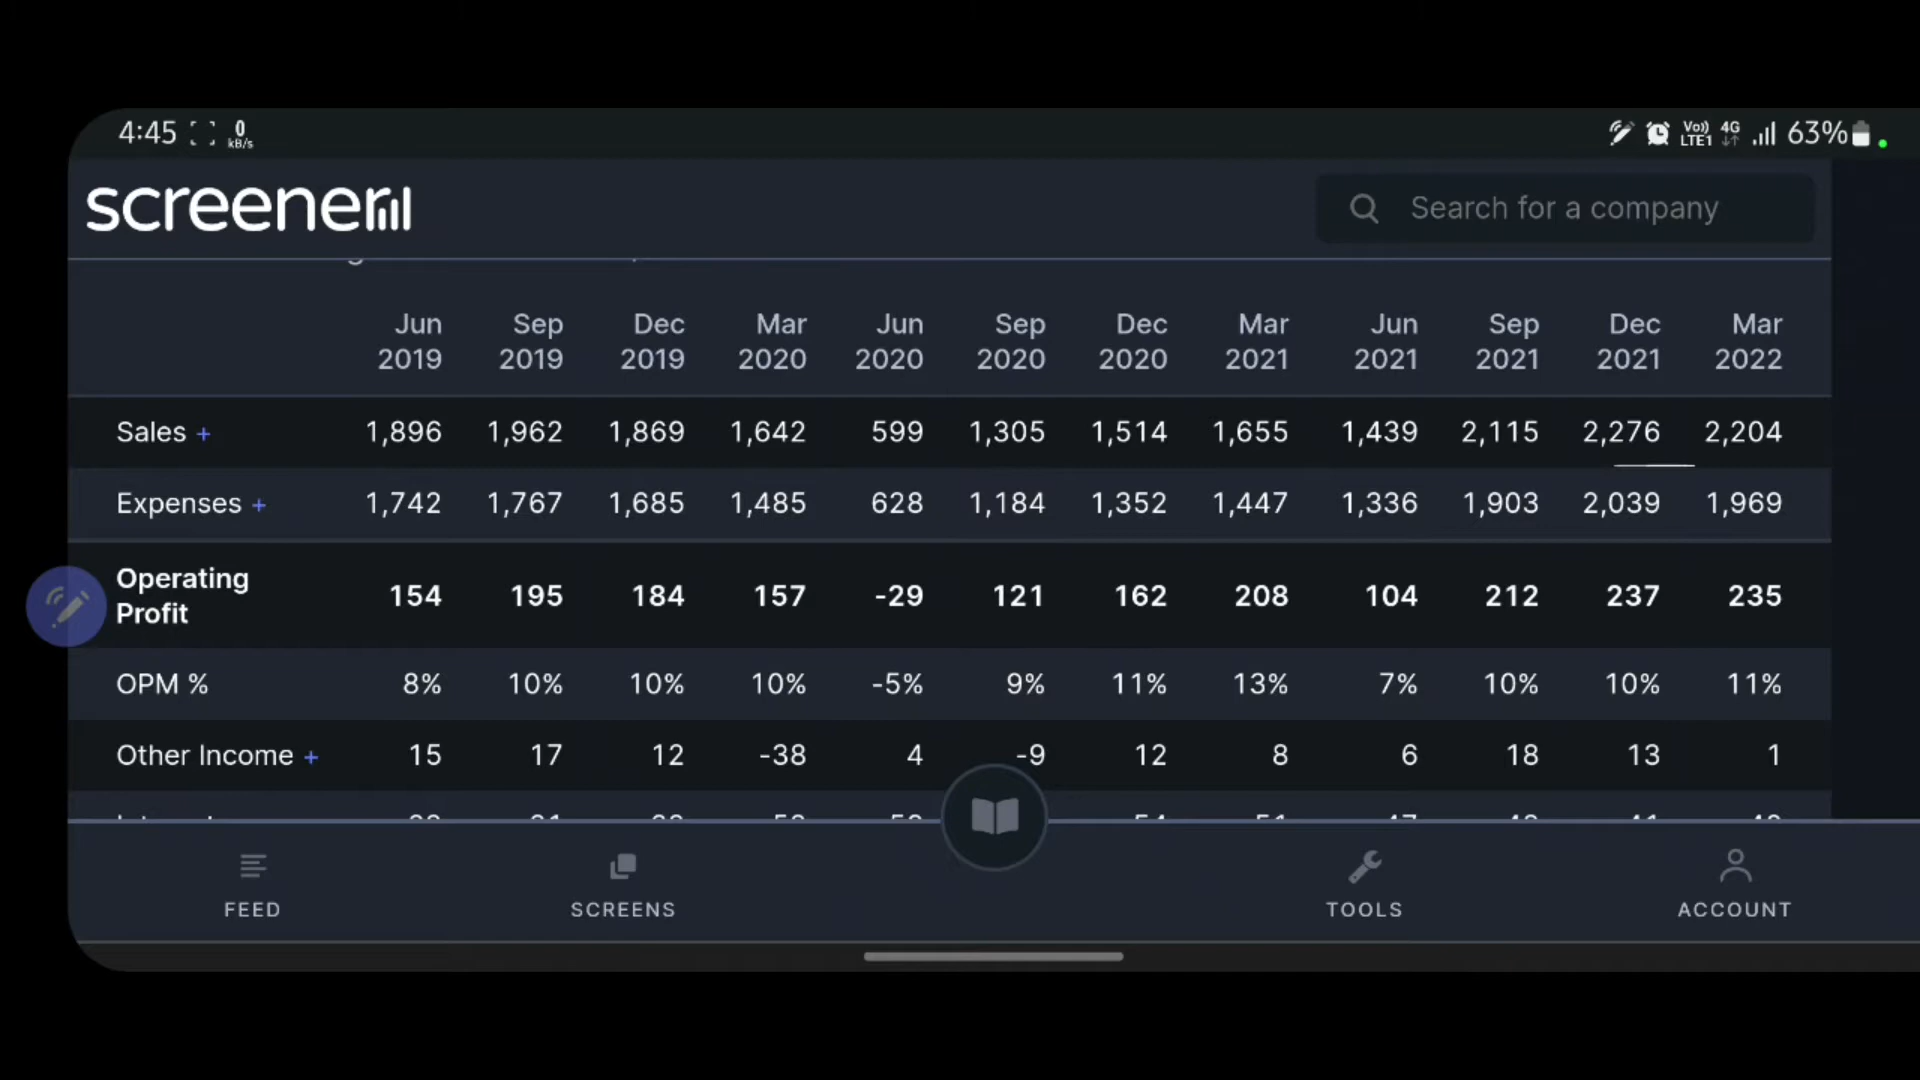 4:45 0 kB/s Vo)) LTE1 4G 63%
screener
Search for a company
Jun Sep Dec Mar Jun Sep Dec Mar Jun Sep Dec Mar
2019 2019 2019 2020 2020 2020 2020 2021 2021 2021 2021 2022
Sales + 1,896 1,962 1,869 1,642 599 1,305 1,514 1,655 1,439 2,115 2,276 2,204
Expenses + 1,742 1,767 1,685 1,485 628 1,184 1,352 1,447 1,336 1,903 2,039 1,969
Operating
Profit 154 195 184 157 -29 121 162 208 104 212 237 235
OPM % 8% 10% 10% 10% -5% 9% 11% 13% 7% 10% 10% 11%
Other Income + 15 17 12 -38 4 -9 12 8 6 18 13 1
FEED SCREENS TOOLS ACCOUNT